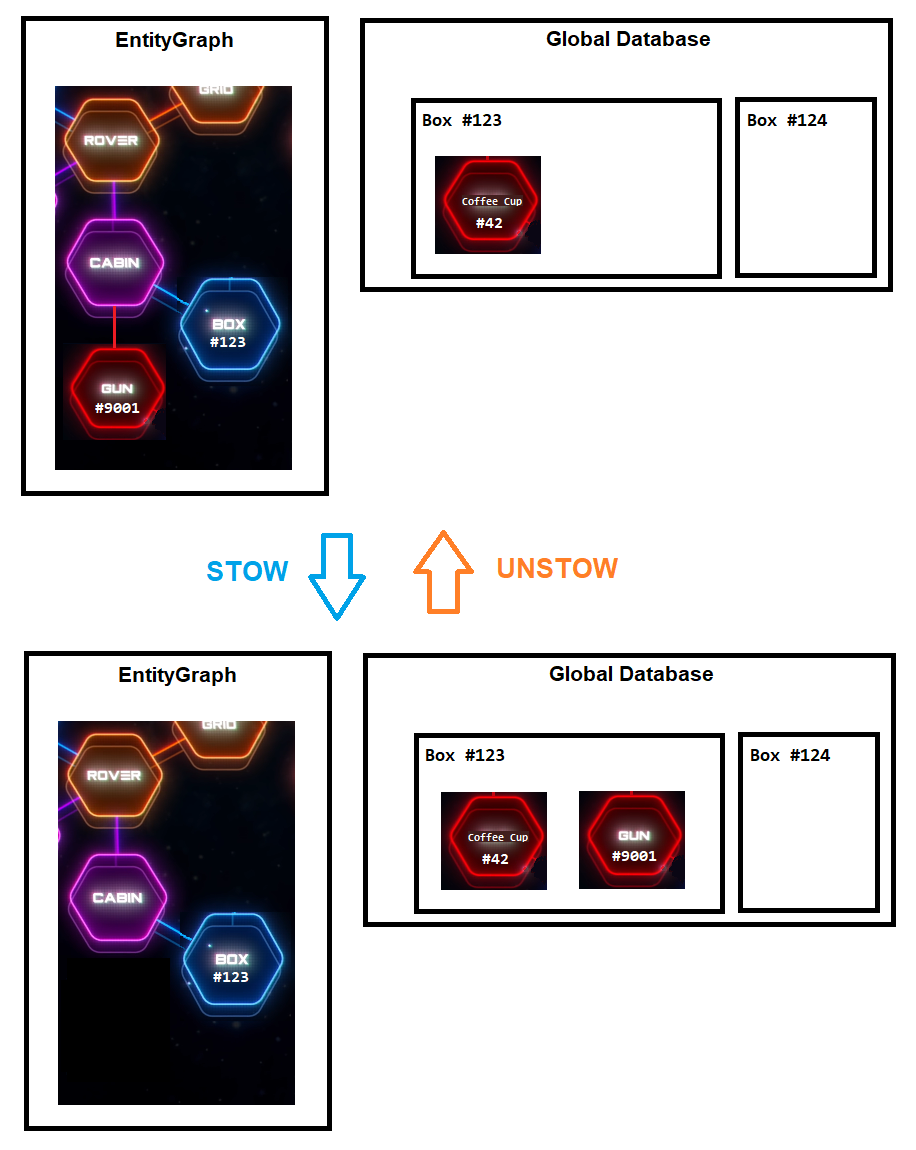 EntityGraph
GRID
ROVER
CABIN
BOX
#123
GUN
#9001
Global Database
Box #123
Coffee Cup
#42
Box #124
STOW
UNSTOW
EntityGraph
GRID
ROVER
CABIN
BOX
#123
Global Database
Box #123
Coffee Cup
#42
GUN
#9001
Box #124